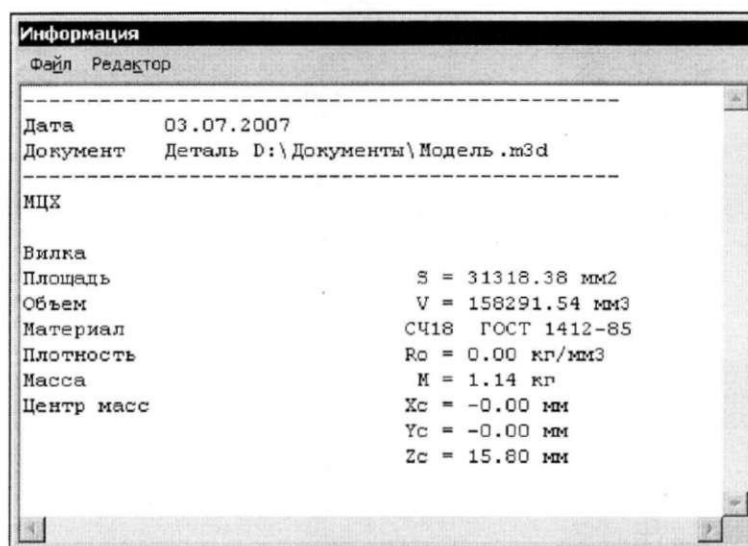 Информация
Файл Редактор
Дата 03.07.2007
Документ Деталь D:\Документы\Модель.m3d
МЦХ
Вилка
Площадь S = 31318.38 мм2
Объем V = 158291.54 мм3
Материал СЧ18 ГОСТ 1412-85
Плотность Ro = 0.00 кг/мм3
Масса M = 1.14 кг
Центр масс Xc = -0.00 мм
Yc = -0.00 мм
Zc = 15.80 мм